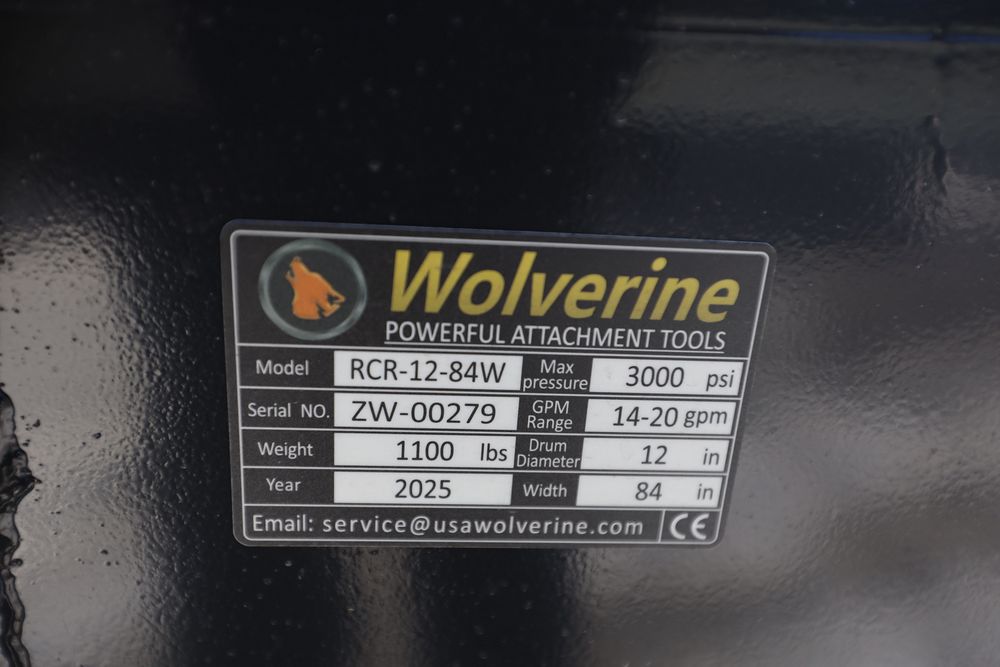 Wolverine
POWERFUL ATTACHMENT TOOLS
Model RCR-12-84W Max pressure 3000 psi
Serial NO. ZW-00279 GPM Range 14-20 gpm
Weight 1100 lbs Drum Diameter 12 in
Year 2025 Width 84 in
Email: service@usawolverine.com CE